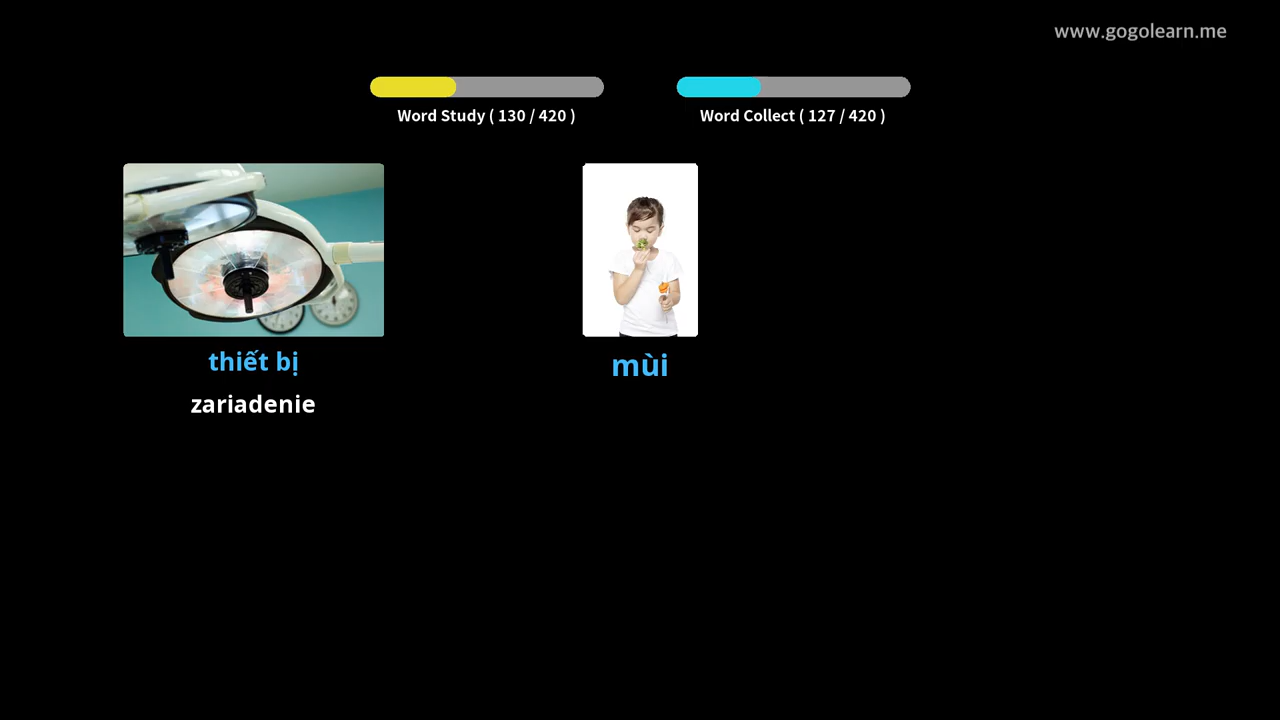 www.gogolearn.me
Word Study ( 130 / 420 )
Word Collect ( 127 / 420 )
thiết bị
zariadenie
mùi